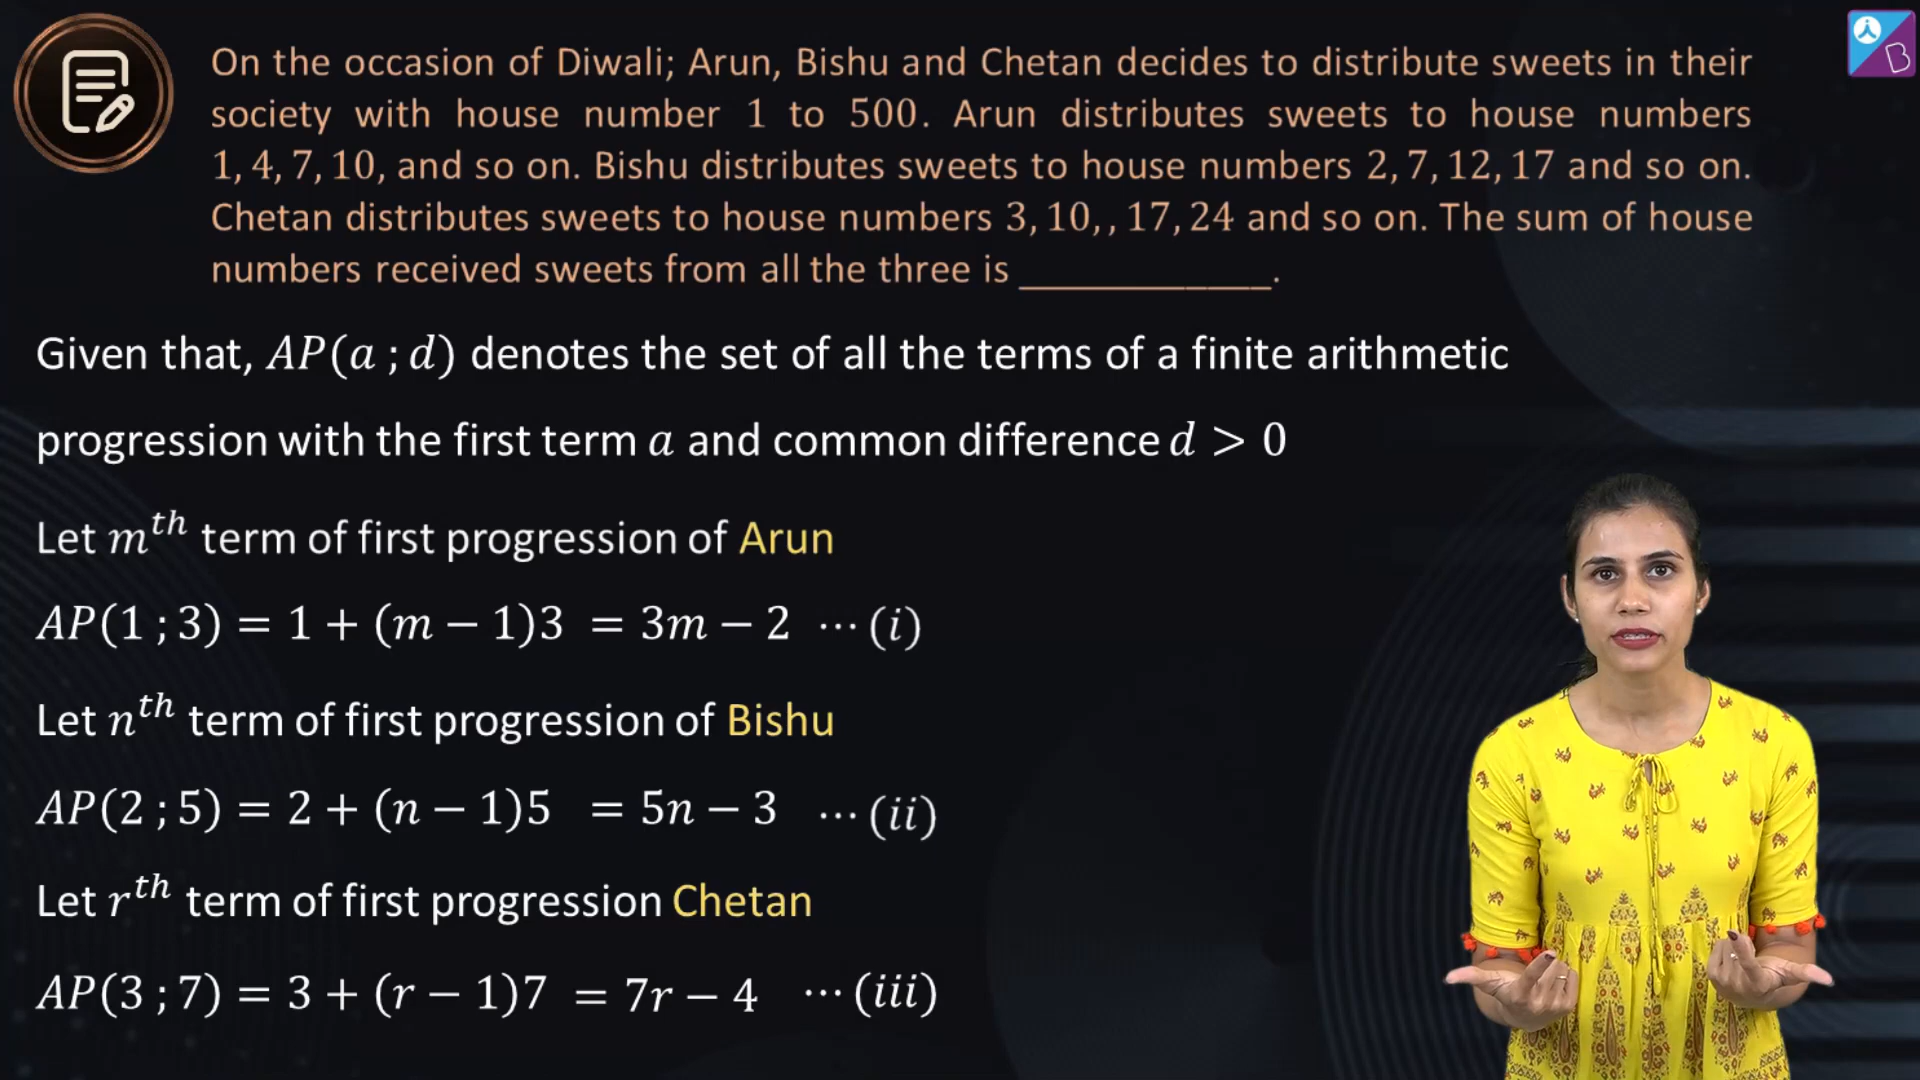 On the occasion of Diwali; Arun, Bishu and Chetan decides to distribute sweets in their
society with house number 1 to 500. Arun distributes sweets to house numbers
1, 4, 7, 10, and so on. Bishu distributes sweets to house numbers 2, 7, 12, 17 and so on.
Chetan distributes sweets to house numbers 3, 10, , 17, 24 and so on. The sum of house
numbers received sweets from all the three is ____________.
Given that, AP(a ; d) denotes the set of all the terms of a finite arithmetic
progression with the first term a and common difference d > 0
Let m^th term of first progression of Arun
AP(1 ; 3) = 1 + (m − 1)3 = 3m − 2 ⋯ (i)
Let n^th term of first progression of Bishu
AP(2 ; 5) = 2 + (n − 1)5 = 5n − 3 ⋯ (ii)
Let r^th term of first progression Chetan
AP(3 ; 7) = 3 + (r − 1)7 = 7r − 4 ⋯ (iii)
B